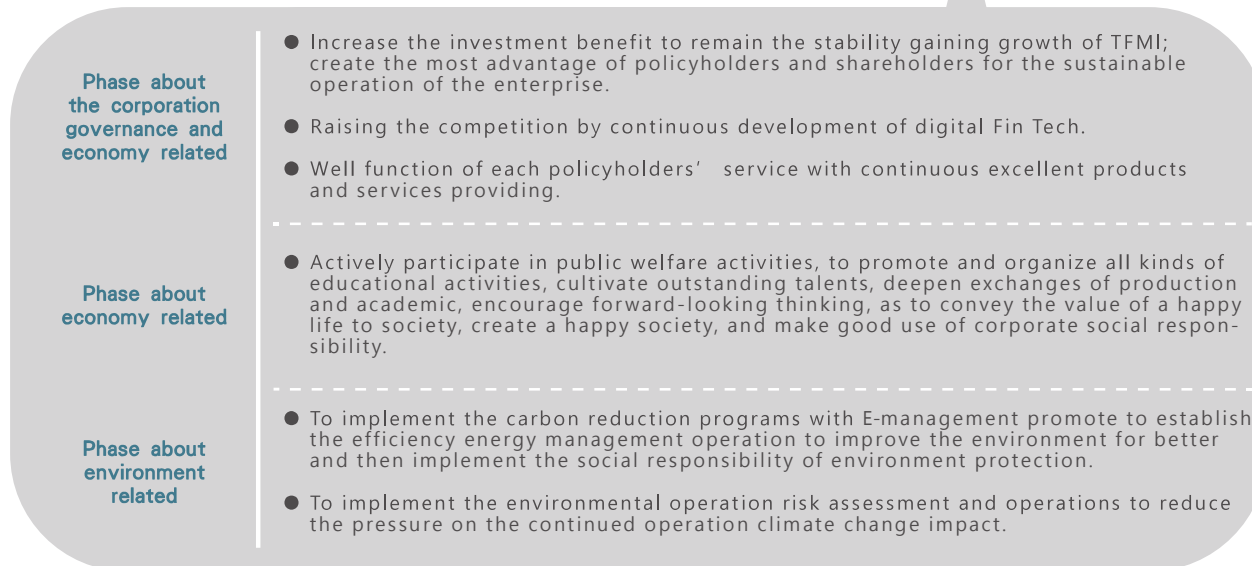 Phase about
the corporation
governance and
economy related
● Increase the investment benefit to remain the stability gaining growth of TFMI;
create the most advantage of policyholders and shareholders for the sustainable
operation of the enterprise.
● Raising the competition by continuous development of digital Fin Tech.
● Well function of each policyholders’ service with continuous excellent products
and services providing.
Phase about
economy related
● Actively participate in public welfare activities, to promote and organize all kinds of
educational activities, cultivate outstanding talents, deepen exchanges of production
and academic, encourage forward-looking thinking, as to convey the value of a happy
life to society, create a happy society, and make good use of corporate social respon-
sibility.
Phase about
environment
related
● To implement the carbon reduction programs with E-management promote to establish
the efficiency energy management operation to improve the environment for better
and then implement the social responsibility of environment protection.
● To implement the environmental operation risk assessment and operations to reduce
the pressure on the continued operation climate change impact.